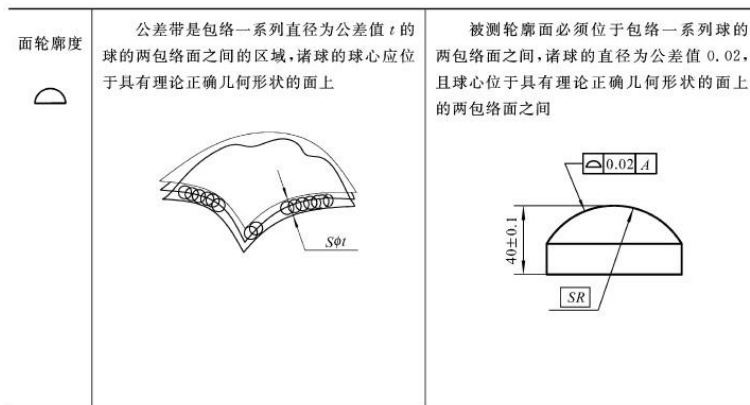 面轮廓度
公差带是包络一系列直径为公差值 t 的
球的两包络面之间的区域,诸球的球心应位
于具有理论正确几何形状的面上
Sϕt
被测轮廓面必须位于包络一系列球的
两包络面之间,诸球的直径为公差值 0.02,
且球心位于具有理论正确几何形状的面上
的两包络面之间
0.02 A
40±0.1
SR